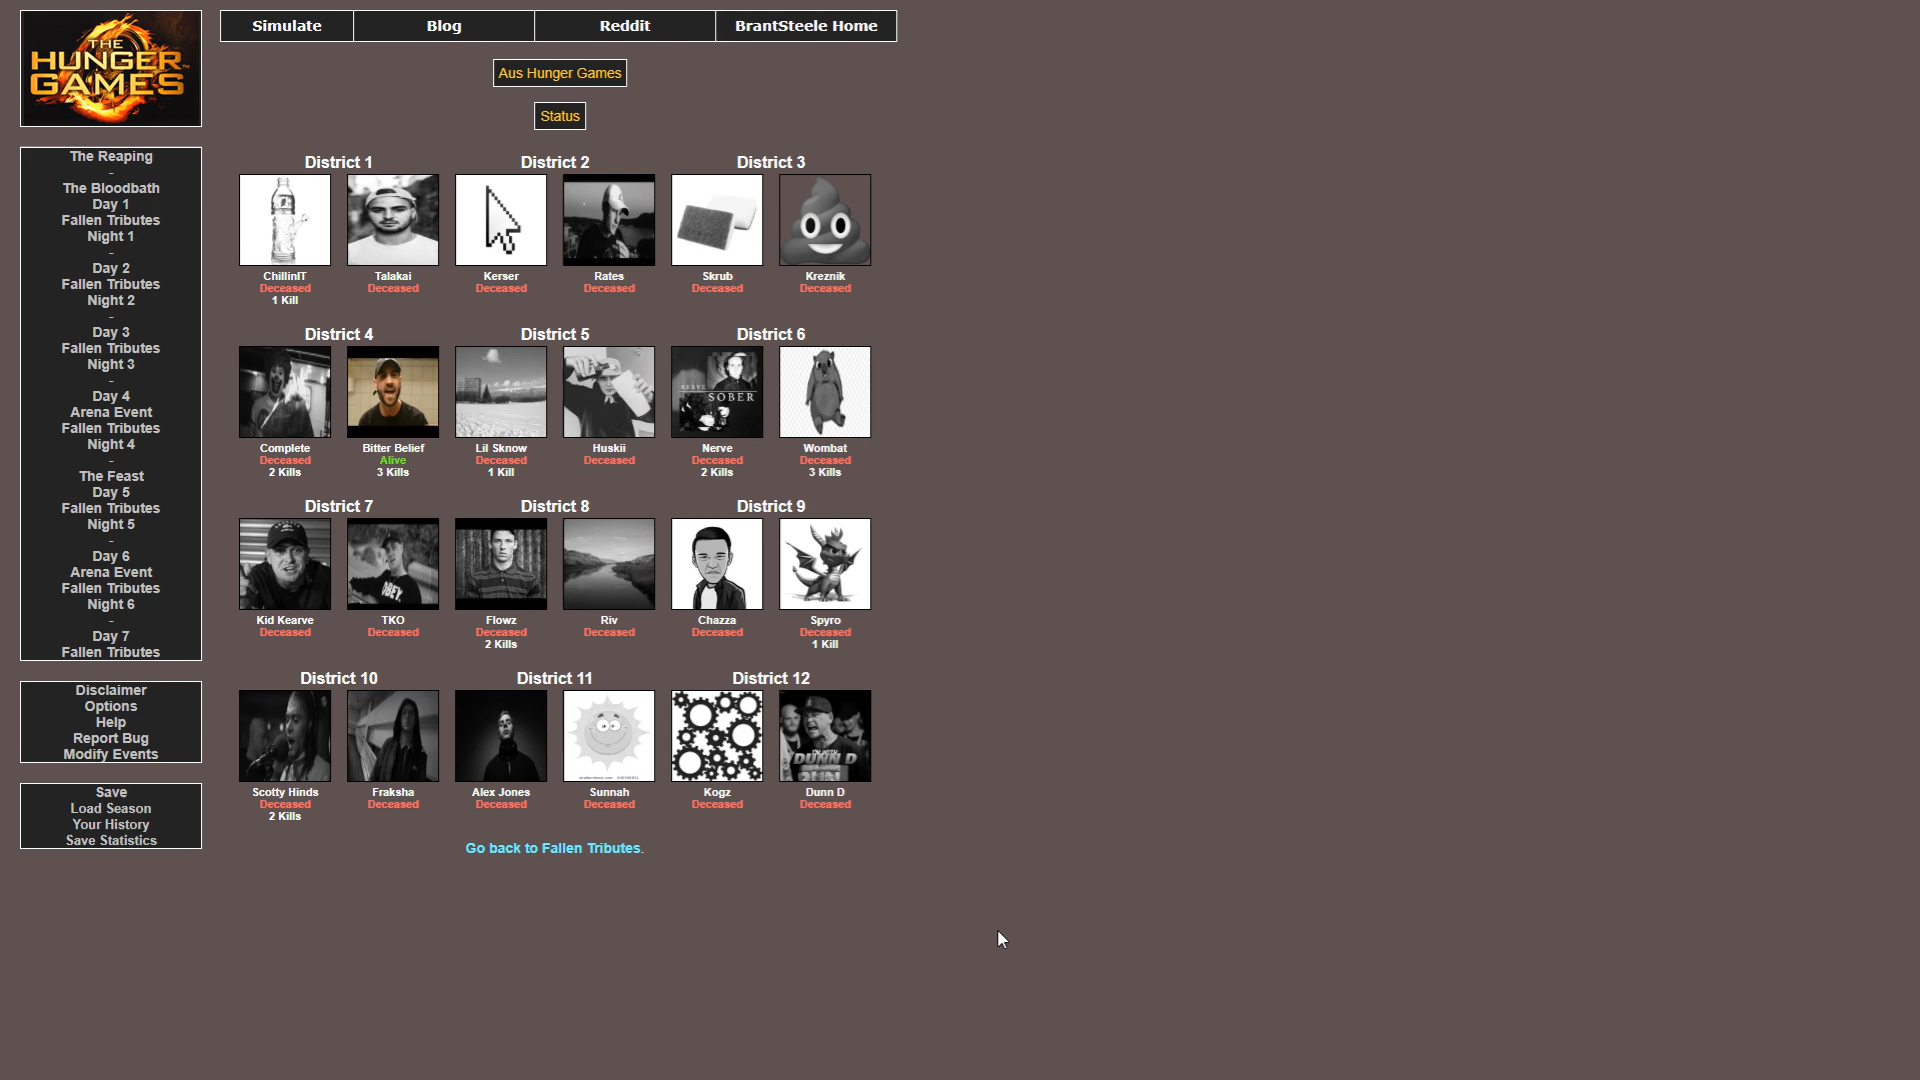 THE
HUNGER
GAMES
Simulate
Blog
Reddit
BrantSteele Home
Aus Hunger Games
Status
The Reaping
-
The Bloodbath
Day 1
Fallen Tributes
Night 1
-
Day 2
Fallen Tributes
Night 2
-
Day 3
Fallen Tributes
Night 3
-
Day 4
Arena Event
Fallen Tributes
Night 4
-
The Feast
Day 5
Fallen Tributes
Night 5
-
Day 6
Arena Event
Fallen Tributes
Night 6
-
Day 7
Fallen Tributes
Disclaimer
Options
Help
Report Bug
Modify Events
Save
Load Season
Your History
Save Statistics
District 1
ChillinIT
Deceased
1 Kill
Talakai
Deceased
District 2
Kerser
Deceased
Rates
Deceased
District 3
Skrub
Deceased
Kreznik
Deceased
District 4
Complete
Deceased
2 Kills
Bitter Belief
Alive
3 Kills
District 5
Lil Sknow
Deceased
1 Kill
Huskii
Deceased
District 6
NERVE
SOBER
Nerve
Deceased
2 Kills
Wombat
Deceased
3 Kills
District 7
Kid Kearve
Deceased
OBEY
TKO
Deceased
District 8
Flowz
Deceased
2 Kills
Riv
Deceased
District 9
Chazza
Deceased
Spyro
Deceased
1 Kill
District 10
Scotty Hinds
Deceased
2 Kills
Fraksha
Deceased
District 11
Alex Jones
Deceased
Sunnah
Deceased
District 12
Kogz
Deceased
I'M WITH
DUNN D
Dunn D
Deceased
Go back to Fallen Tributes.